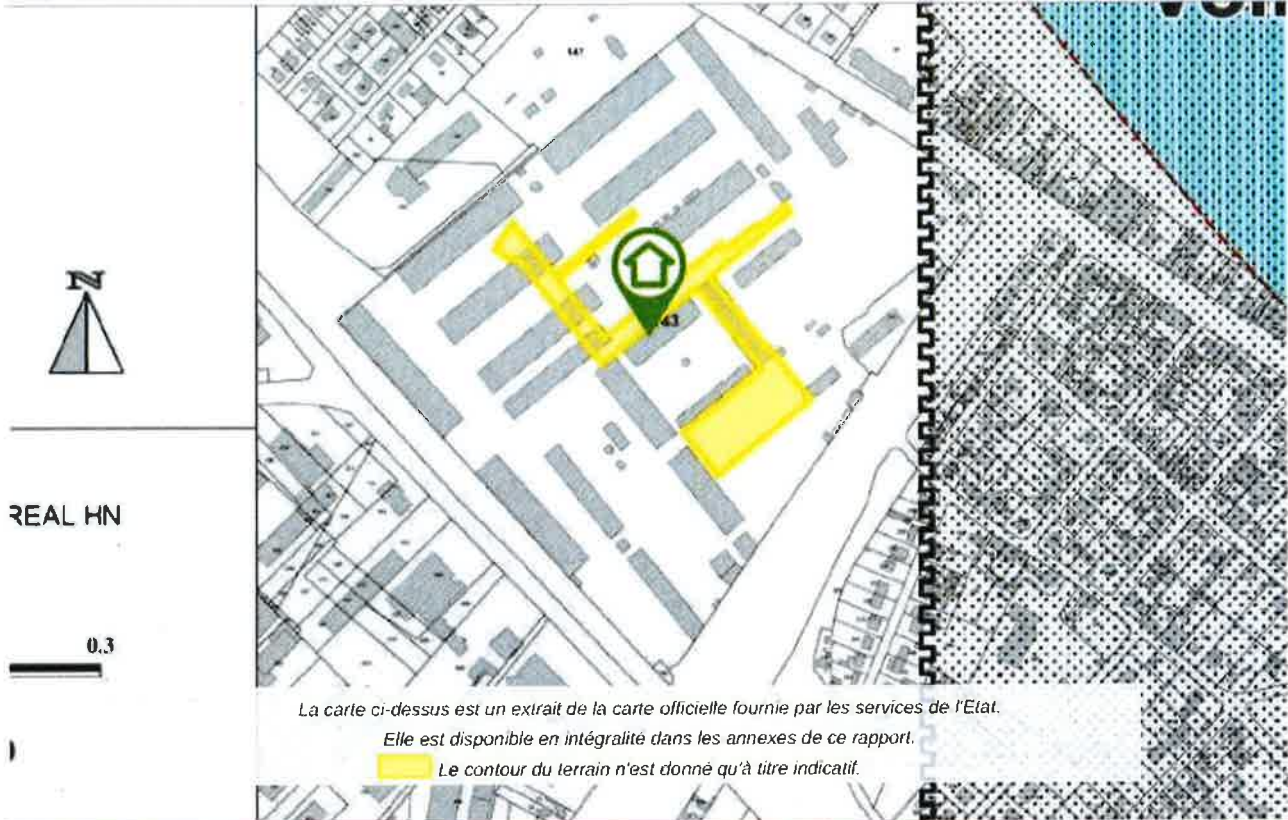 147
N
43
REAL HN
0.3
La carte ci-dessus est un extrait de la carte officielle fournie par les services de l'Etat.
Elle est disponible en intégralité dans les annexes de ce rapport.
Le contour du terrain n'est donné qu'à titre indicatif.